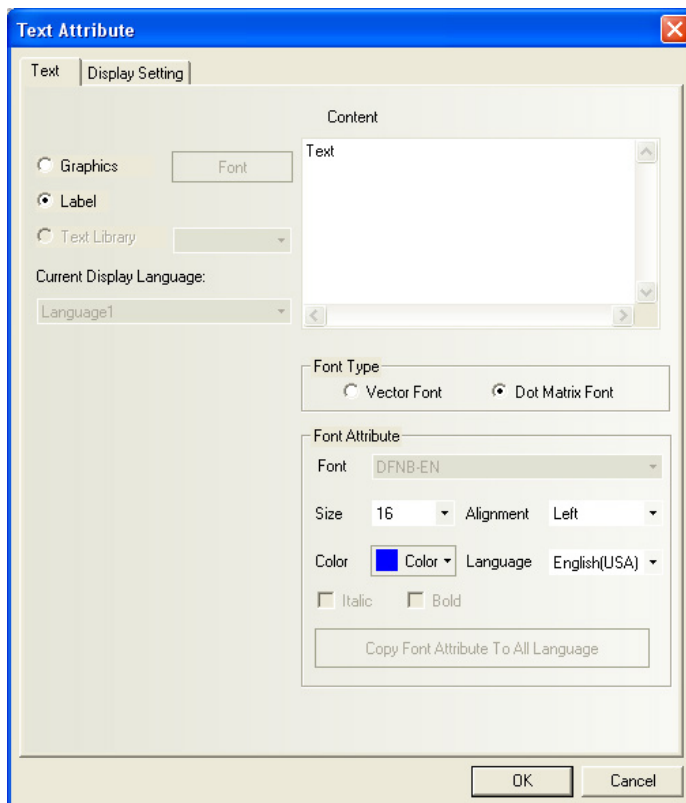 Text Attribute
Text
Display Setting
Content
Graphics
Font
Label
Text Library
Current Display Language:
Language1
Text
Font Type
Vector Font
Dot Matrix Font
Font Attribute
Font
DFNB-EN
Size
16
Alignment
Left
Color
Color
Language
English(USA)
Italic
Bold
Copy Font Attribute To All Language
OK
Cancel